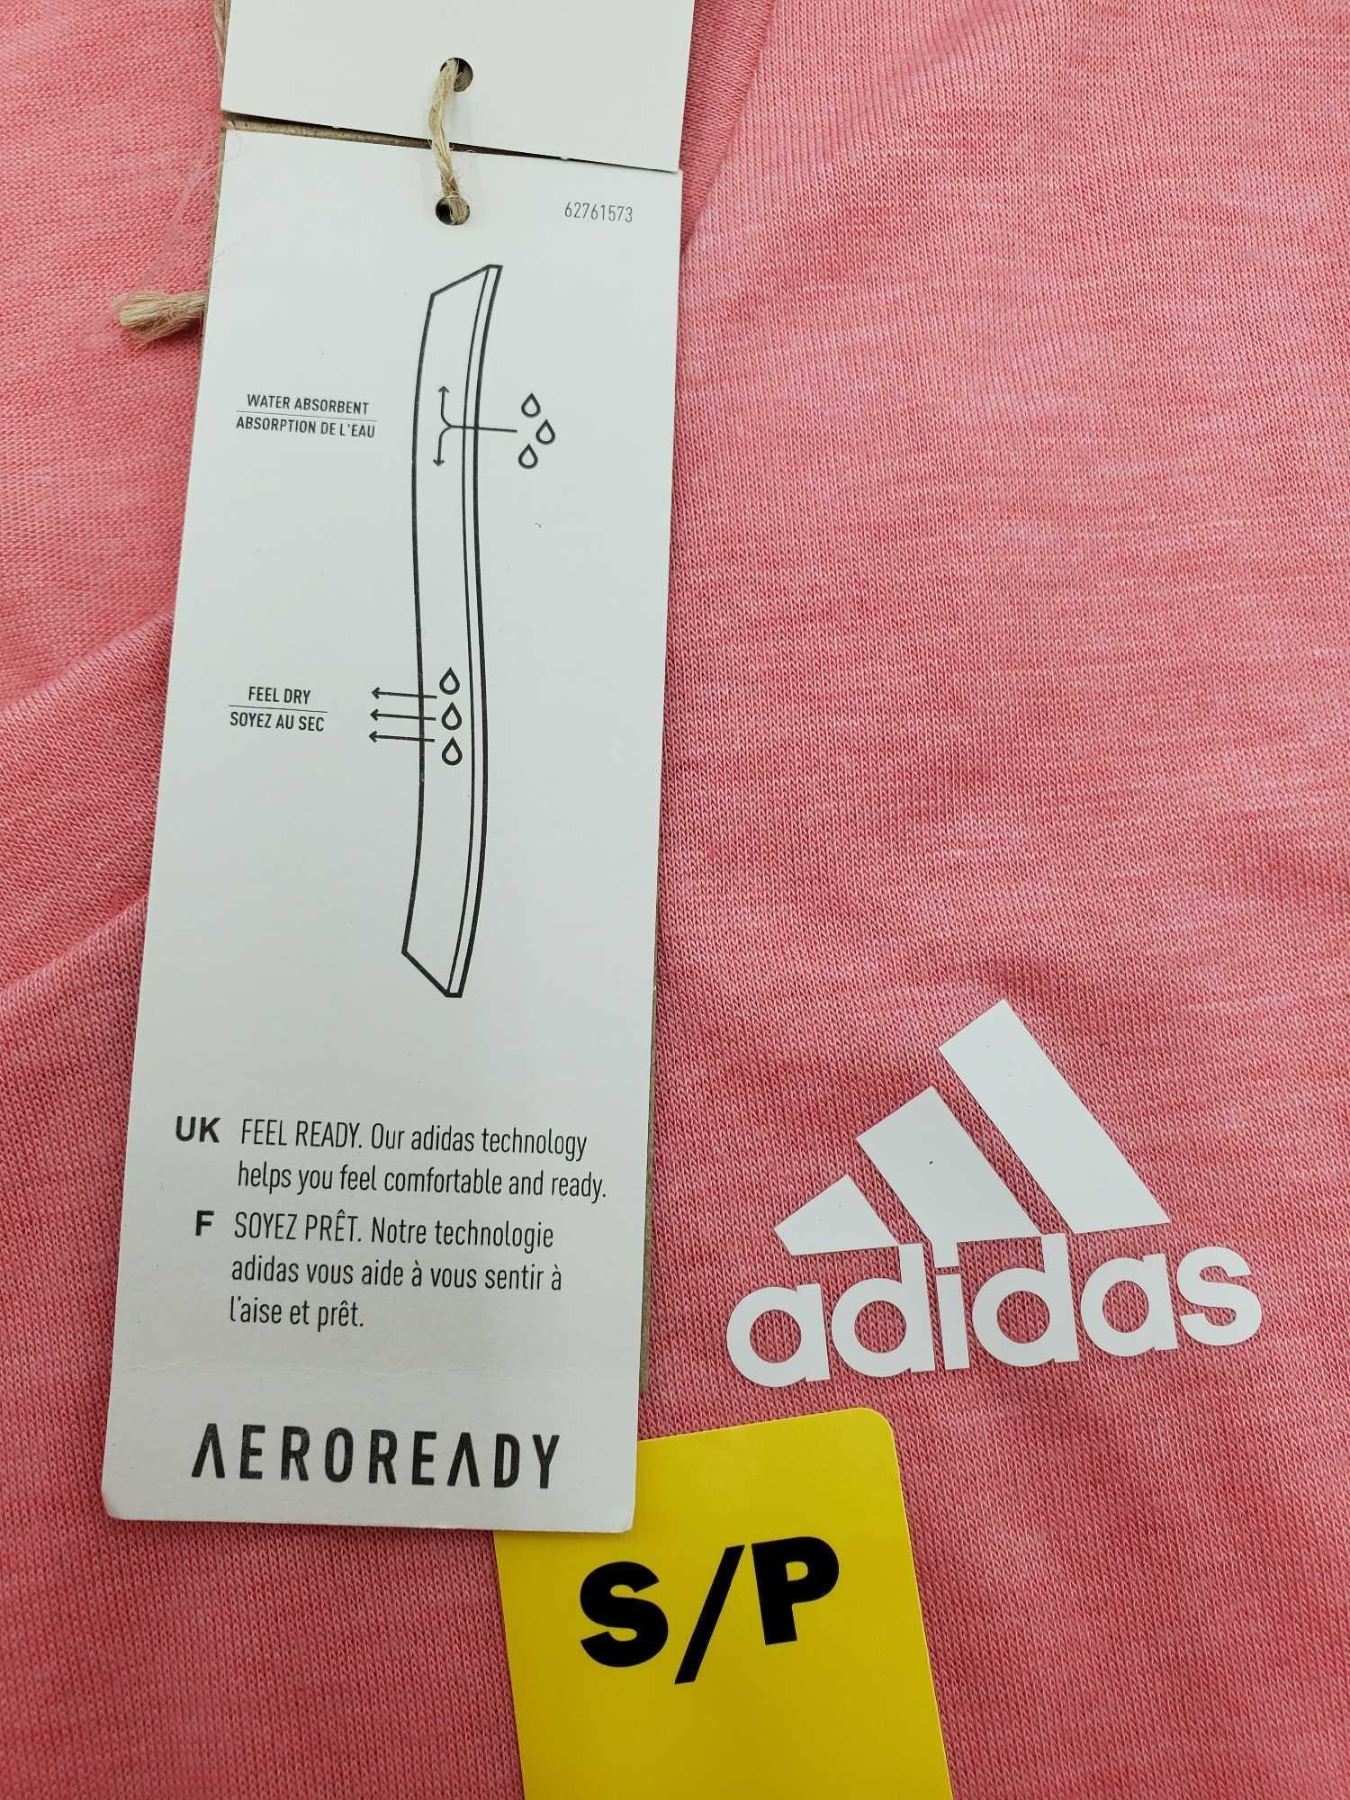 62761573
WATER ABSORBENT
ABSORPTION DE L'EAU
FEEL DRY
SOYEZ AU SEC
UK FEEL READY. Our adidas technology
helps you feel comfortable and ready.
F SOYEZ PRÊT. Notre technologie
adidas vous aide à vous sentir à
l'aise et prêt.
AEROREADY
adidas
S/P